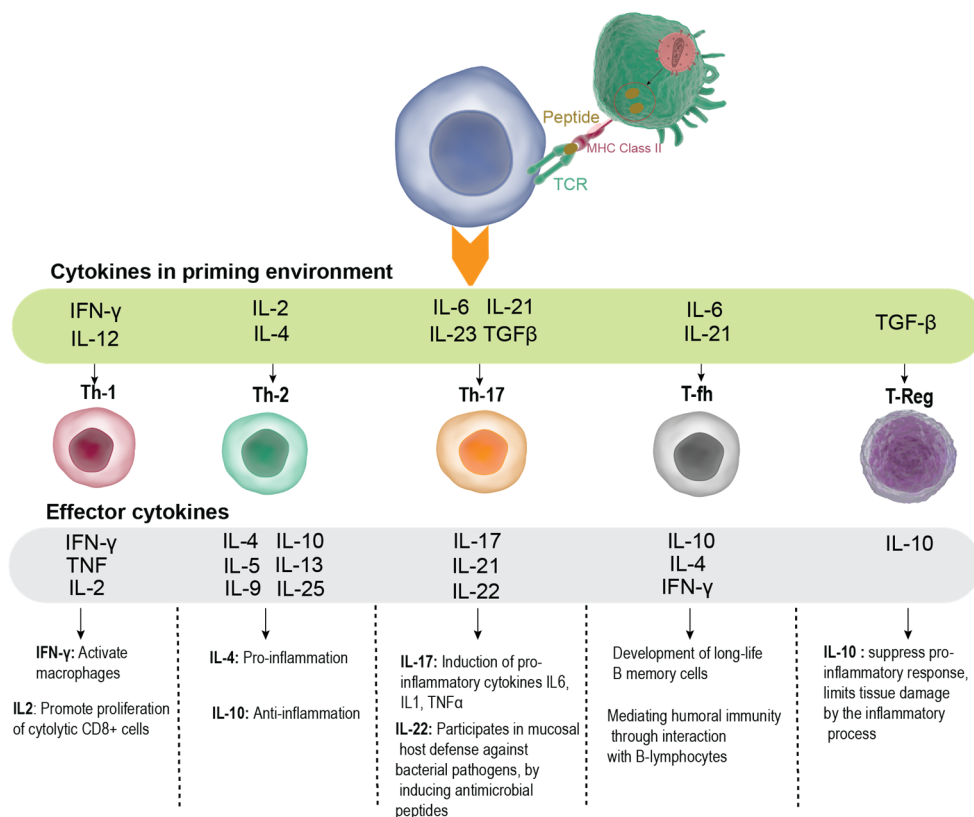 Peptide
MHC Class II
TCR
Cytokines in priming environment
IFN-γ
IL-12
IL-2
IL-4
IL-6 IL-21
IL-23 TGFβ
IL-6
IL-21
TGF-β
Th-1
Th-2
Th-17
T-fh
T-Reg
Effector cytokines
IFN-γ
TNF
IL-2
IL-4 IL-10
IL-5 IL-13
IL-9 IL-25
IL-17
IL-21
IL-22
IL-10
IL-4
IFN-γ
IL-10
IFN-γ: Activate
macrophages
IL2: Promote proliferation
of cytolytic CD8+ cells
IL-4: Pro-inflammation
IL-10: Anti-inflammation
IL-17: Induction of pro-
inflammatory cytokines IL6,
IL1, TNFα
IL-22: Participates in mucosal
host defense against
bacterial pathogens, by
inducing antimicrobial
peptides
Development of long-life
B memory cells
Mediating humoral immunity
through interaction
with B-lymphocytes
IL-10 : suppress pro-
inflammatory response,
limits tissue damage
by the inflammatory
process